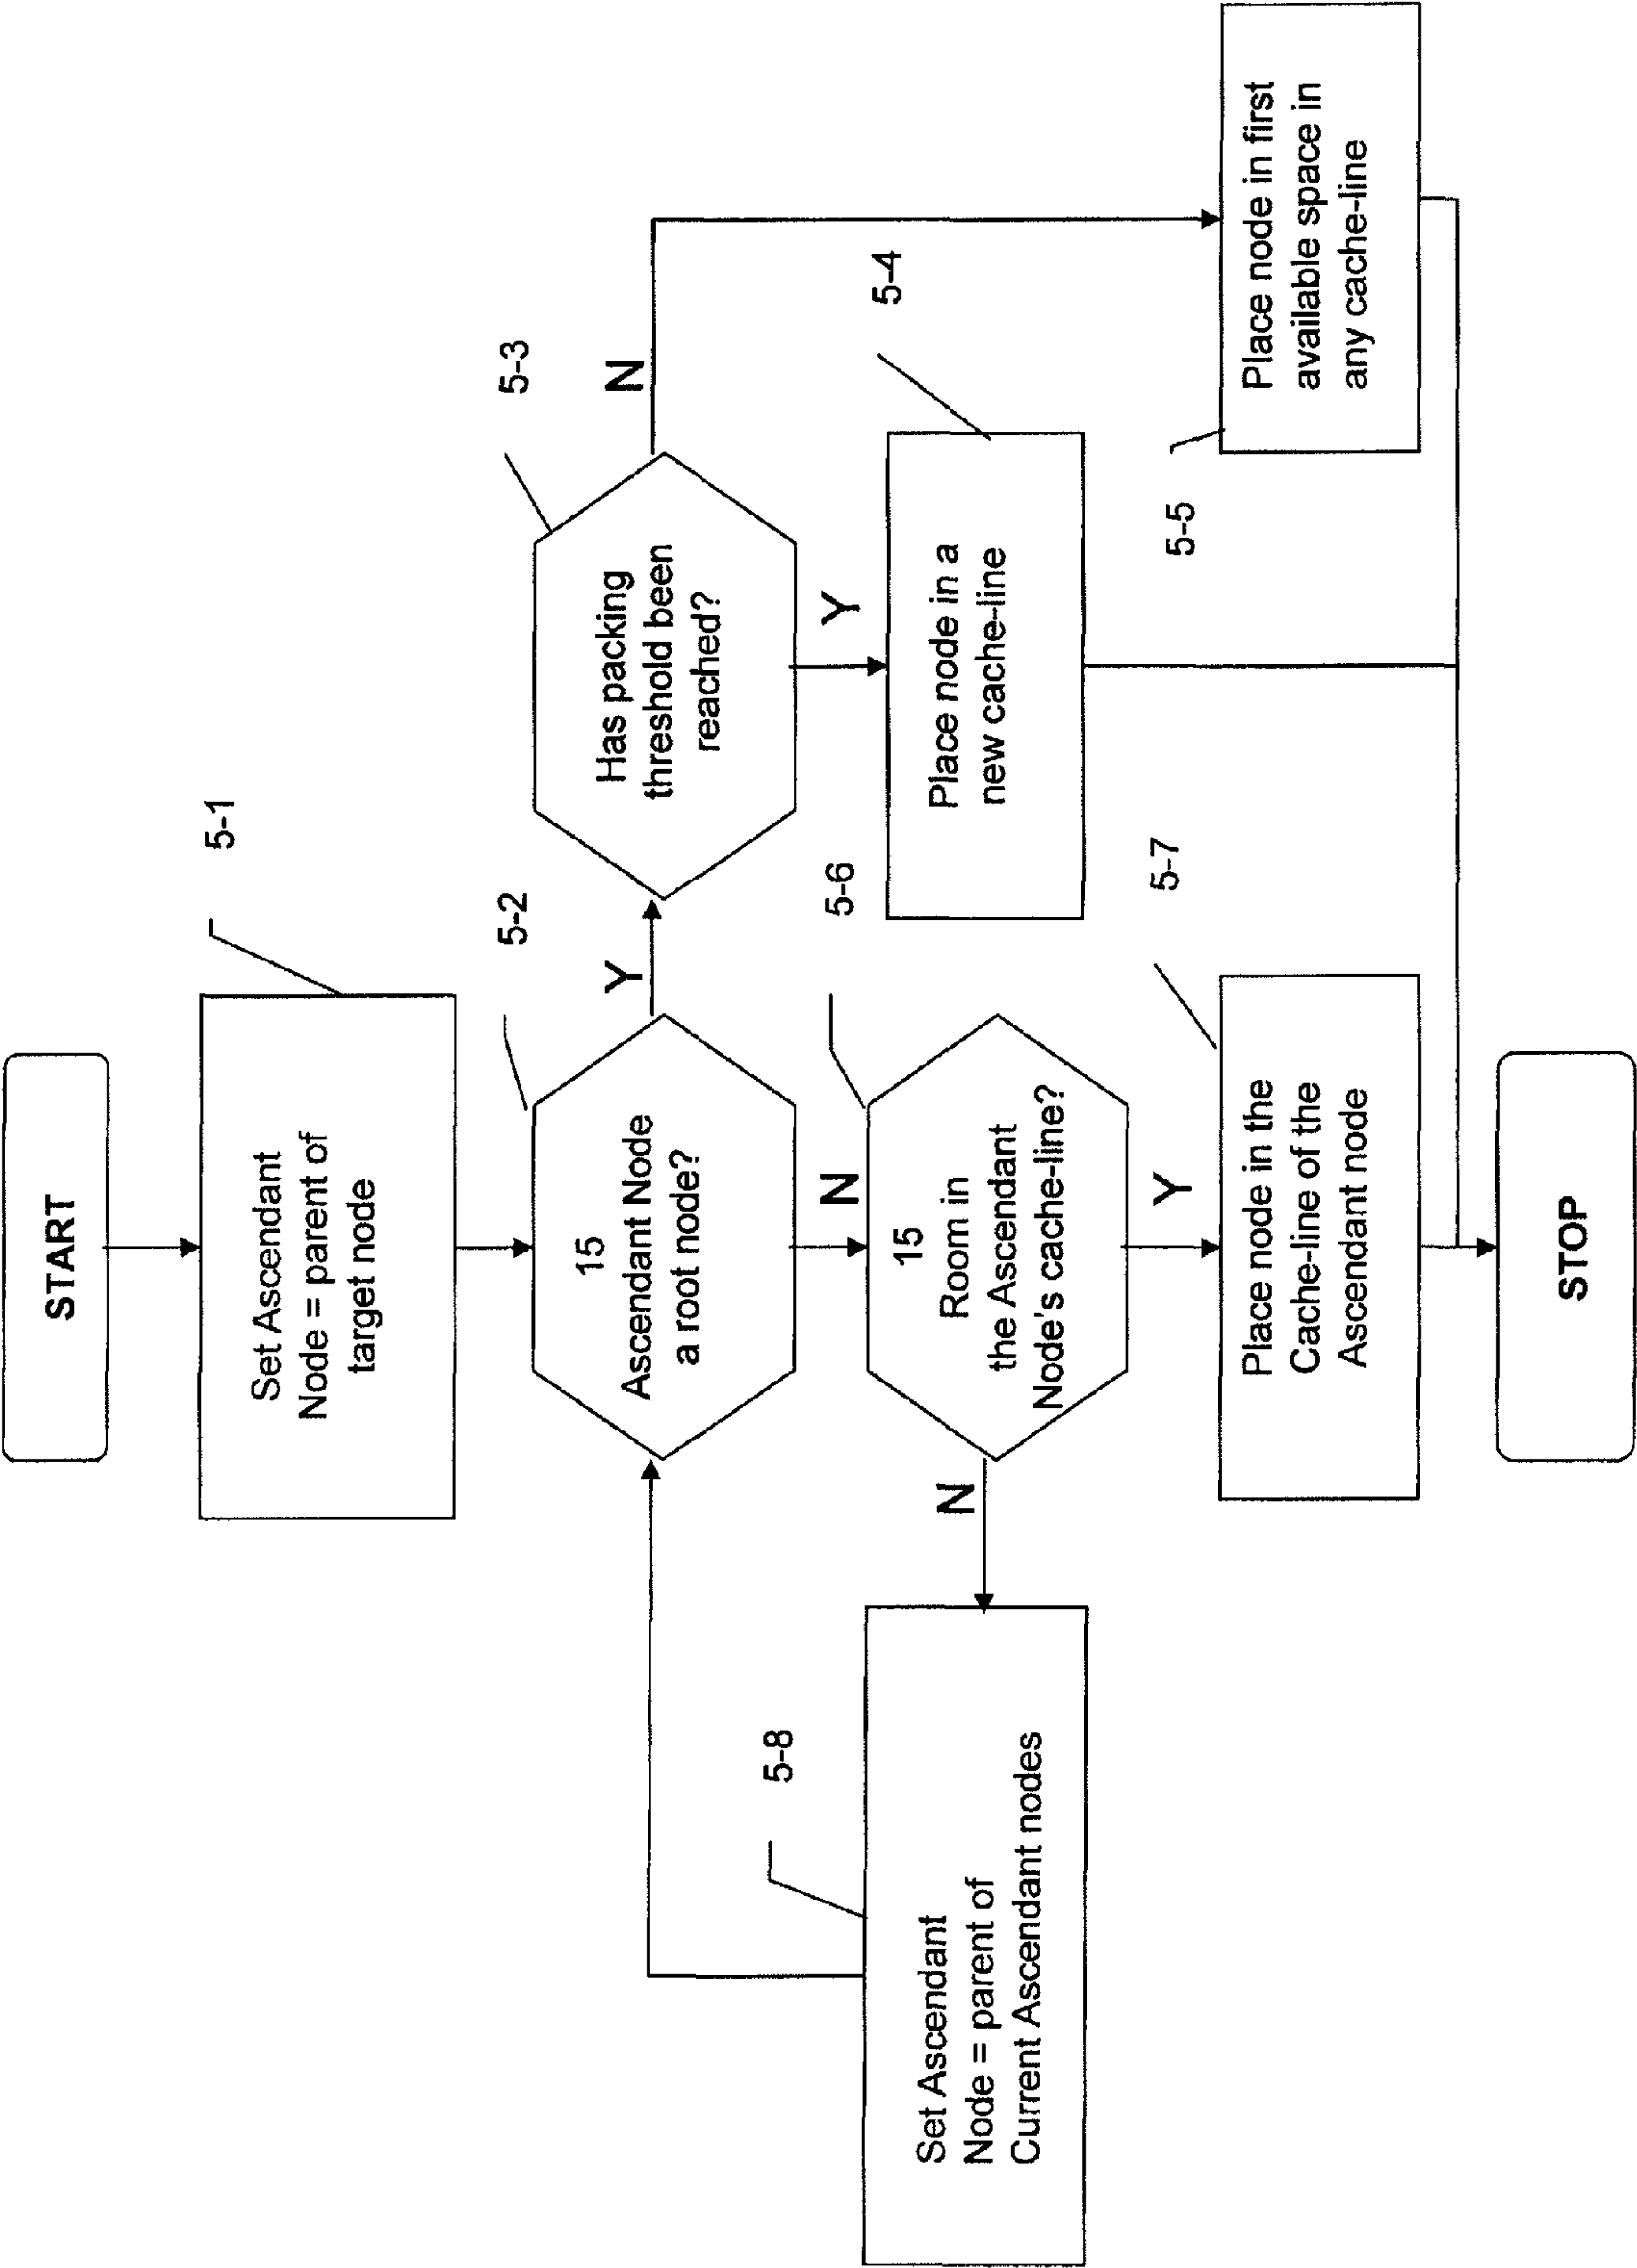 START
5-1
Set Ascendant
Node = parent of
target node
5-2
15
Ascendant Node
a root node?
Y
5-3
Has packing
threshold been
reached?
N
N
Y
5-4
5-6
15
Room in
the Ascendant
Node's cache-line?
Place node in a
new cache-line
5-8
N
Set Ascendant
Node = parent of
Current Ascendant nodes
Y
5-7
Place node in the
Cache-line of the
Ascendant node
5-5
Place node in first
available space in
any cache-line
STOP